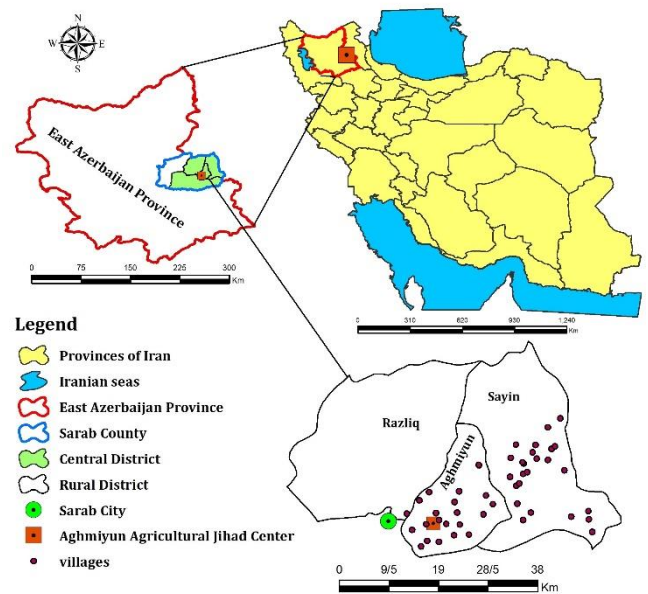 N
W E
S
East Azerbaijan Province
0 75 150 225 300
Km
0 310 620 930 1,240
Km
Legend
Provinces of Iran
Iranian seas
East Azerbaijan Province
Sarab County
Central District
Rural District
Sarab City
Aghmiyun Agricultural Jihad Center
villages
Sayin
Razliq
Aghmiyun
0 9/5 19 28/5 38
Km